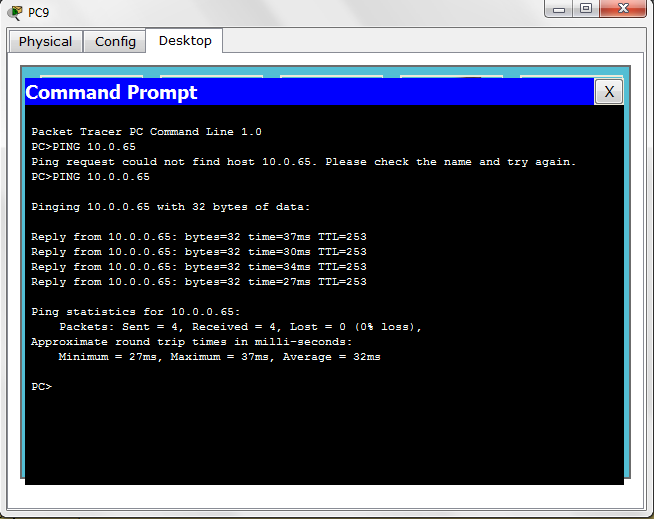 PC9
Physical Config Desktop
Command Prompt X
Packet Tracer PC Command Line 1.0
PC>PING 10.0.65
Ping request could not find host 10.0.65. Please check the name and try again.
PC>PING 10.0.0.65
Pinging 10.0.0.65 with 32 bytes of data:
Reply from 10.0.0.65: bytes=32 time=37ms TTL=253
Reply from 10.0.0.65: bytes=32 time=30ms TTL=253
Reply from 10.0.0.65: bytes=32 time=34ms TTL=253
Reply from 10.0.0.65: bytes=32 time=27ms TTL=253
Ping statistics for 10.0.0.65:
Packets: Sent = 4, Received = 4, Lost = 0 (0% loss),
Approximate round trip times in milli-seconds:
Minimum = 27ms, Maximum = 37ms, Average = 32ms
PC>